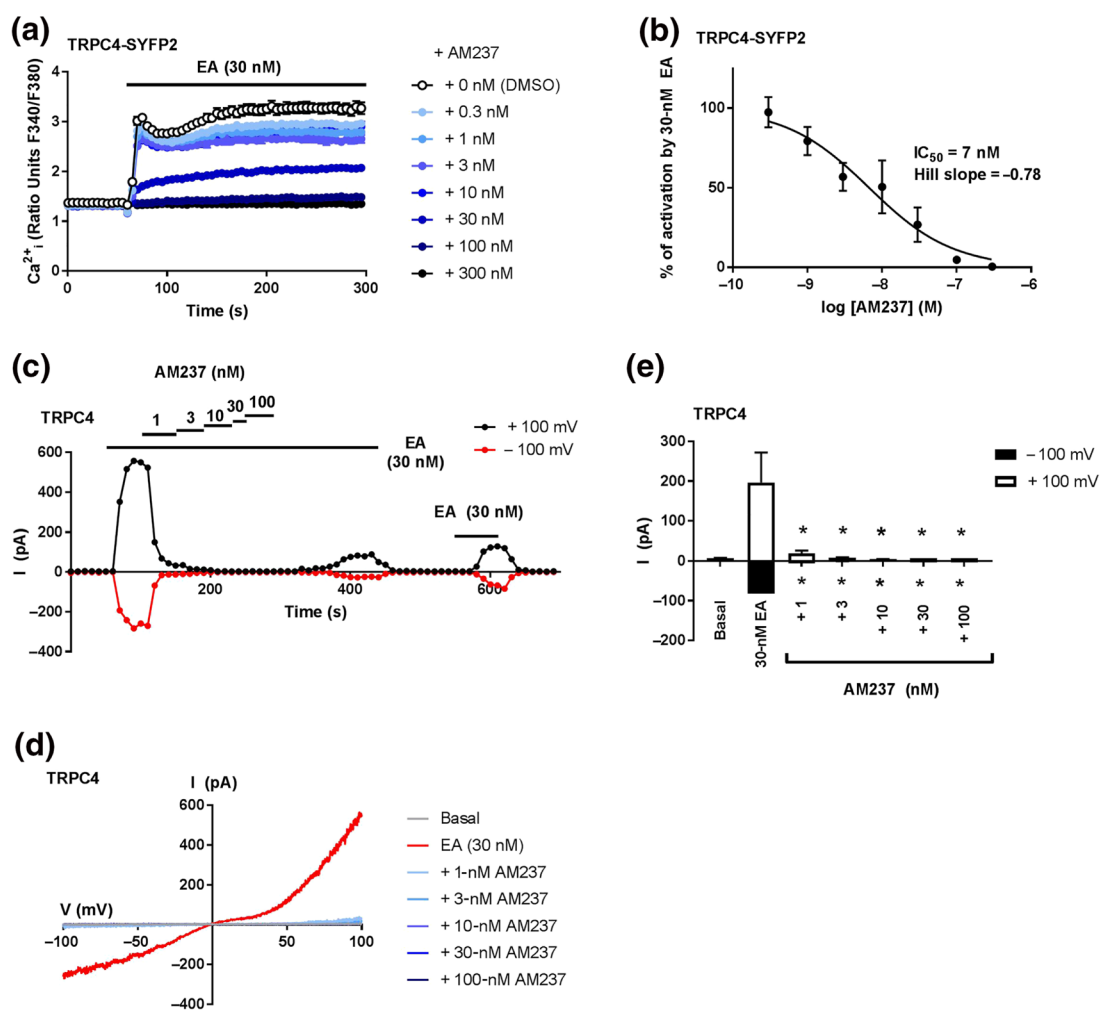 (a)
TRPC4-SYFP2
+ AM237
EA (30 nM)
Ca2+i (Ratio Units F340/F380)
4
3
2
1
0
0
100
200
300
Time (s)
+ 0 nM (DMSO)
+ 0.3 nM
+ 1 nM
+ 3 nM
+ 10 nM
+ 30 nM
+ 100 nM
+ 300 nM
(b)
TRPC4-SYFP2
% of activation by 30-nM EA
100
50
0
IC50 = 7 nM
Hill slope = –0.78
–10
–9
–8
–7
–6
log [AM237] (M)
(c)
AM237 (nM)
TRPC4
1
3
10
30
100
+ 100 mV
– 100 mV
EA
(30 nM)
EA (30 nM)
I (pA)
600
400
200
0
–200
–400
200
400
600
Time (s)
(e)
TRPC4
– 100 mV
+ 100 mV
I (pA)
300
200
100
0
–100
–200
* * * * *
* * * * *
Basal
30-nM EA
+ 1
+ 3
+ 10
+ 30
+ 100
AM237 (nM)
(d)
TRPC4
I (pA)
600
400
200
–200
–400
V (mV)
–100
–50
50
100
Basal
EA (30 nM)
+ 1-nM AM237
+ 3-nM AM237
+ 10-nM AM237
+ 30-nM AM237
+ 100-nM AM237